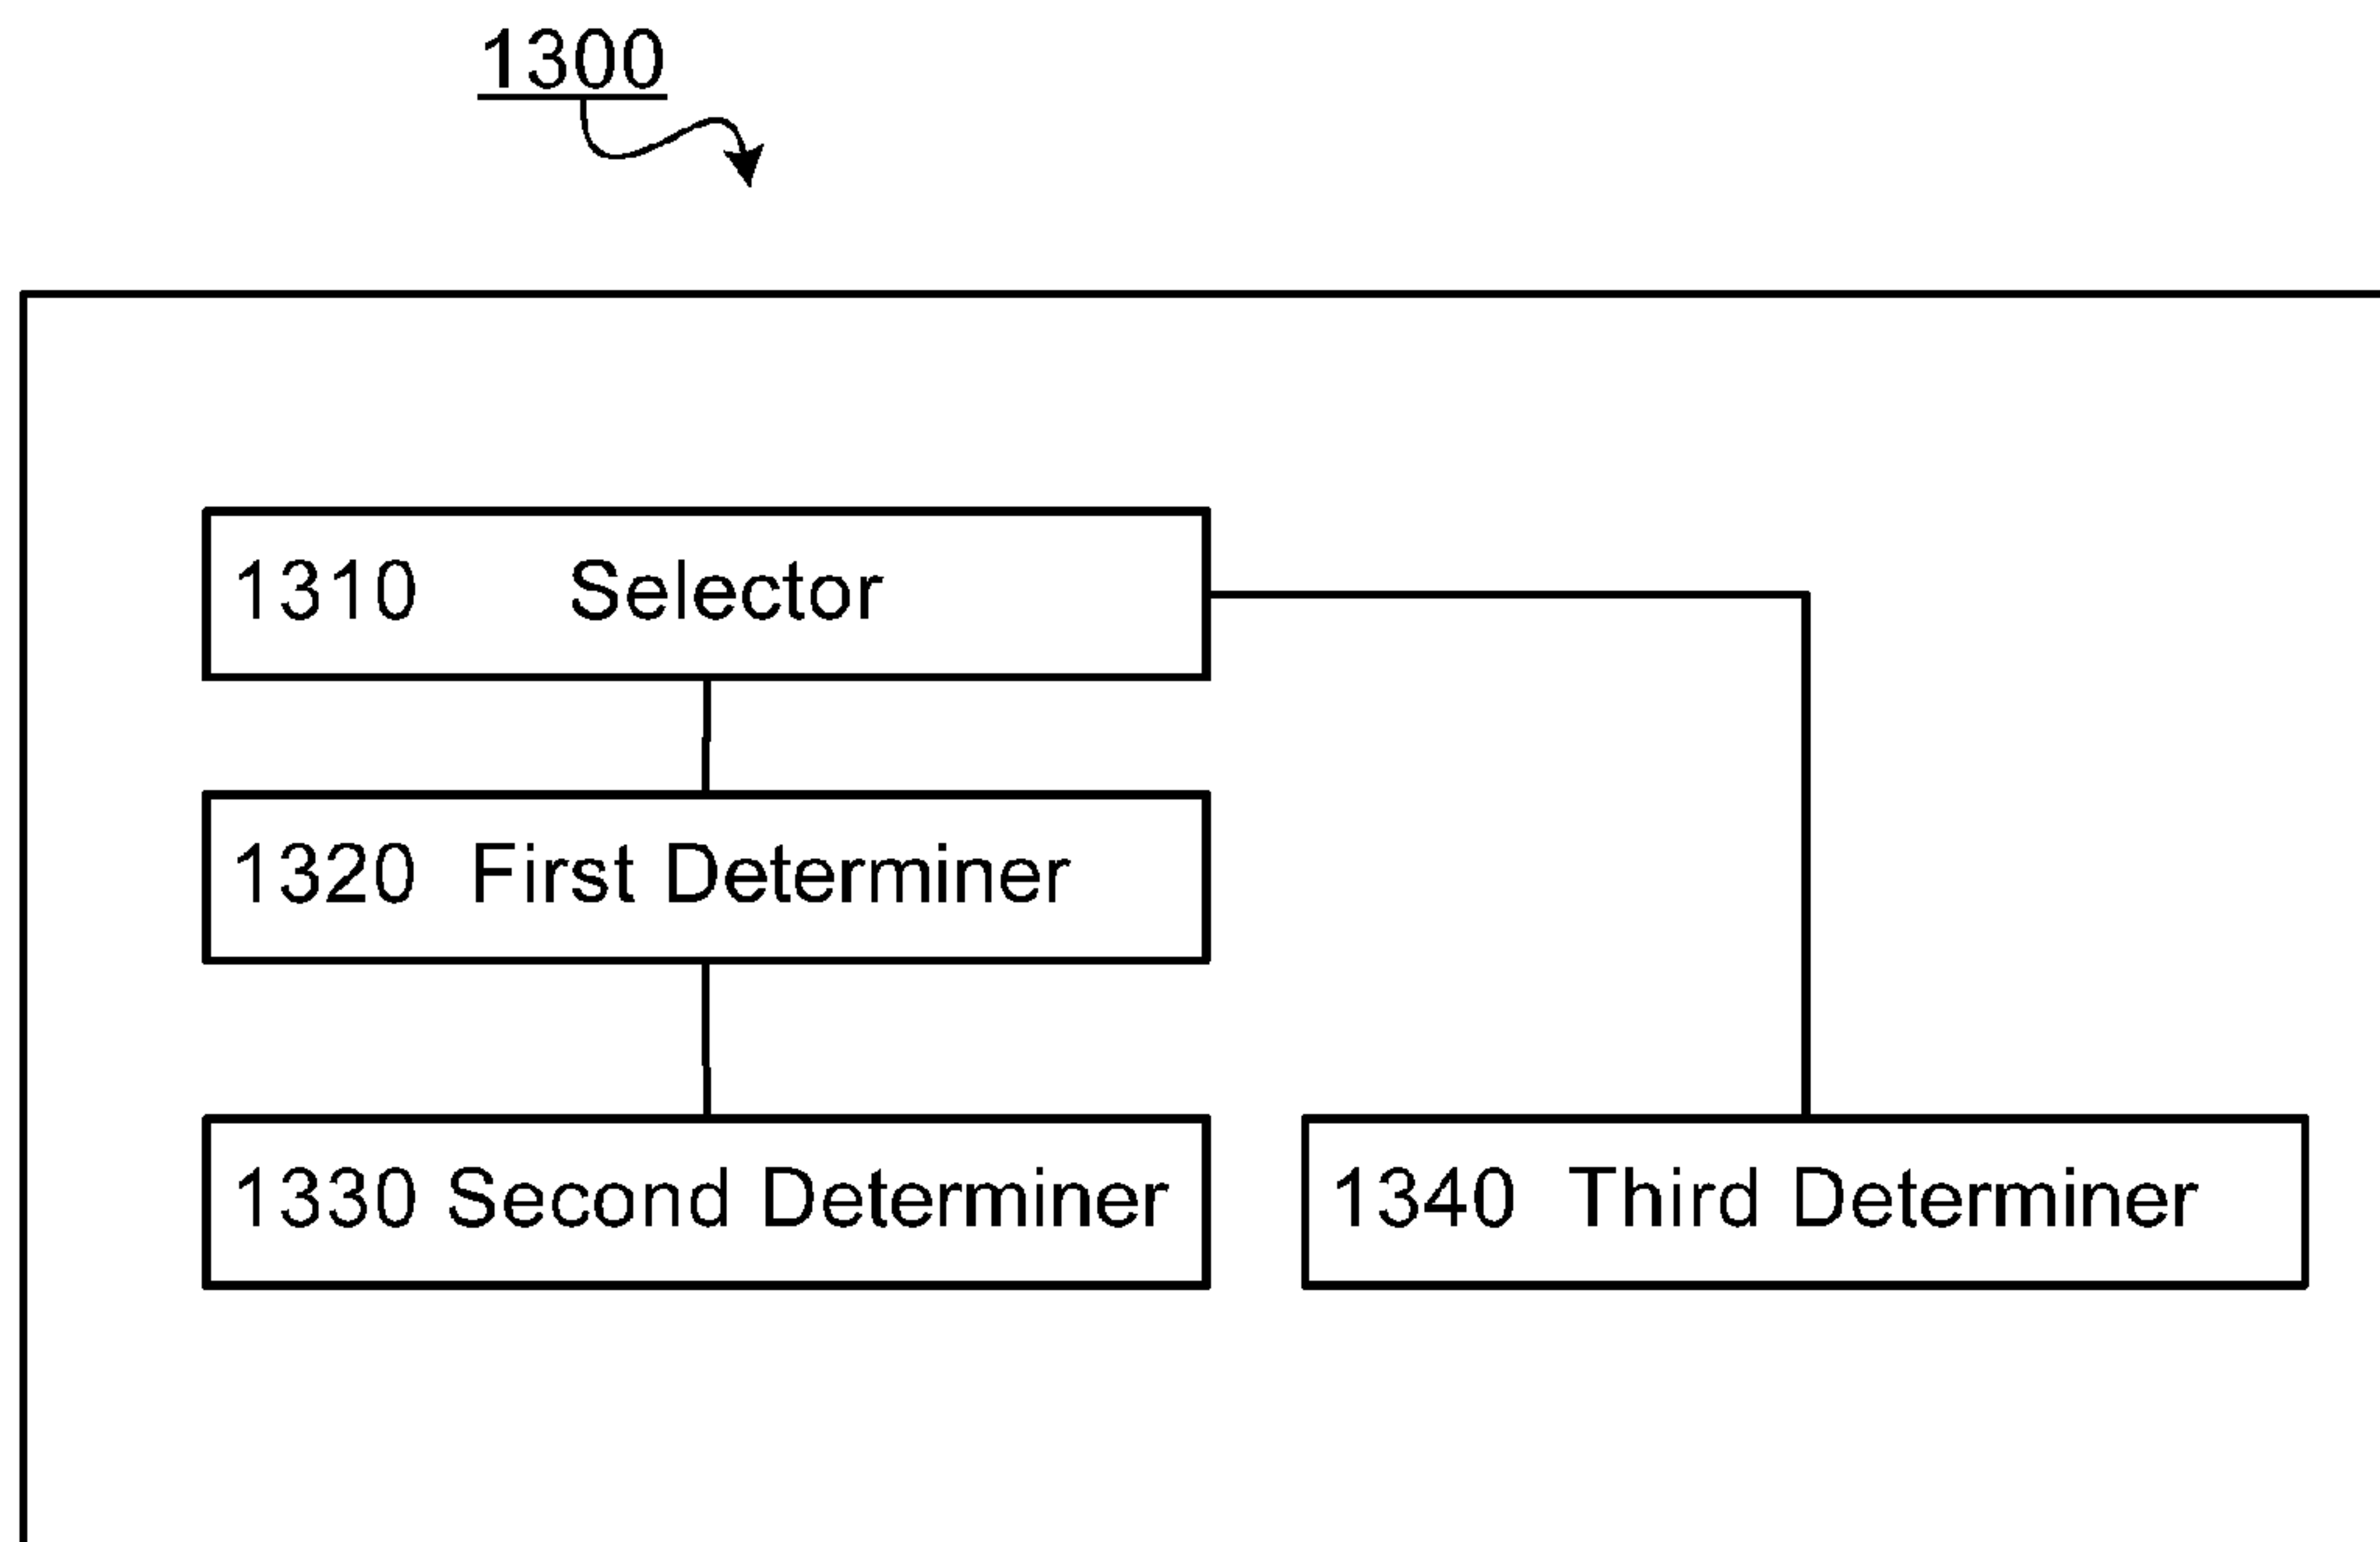 1300
1310 Selector
1320 First Determiner
1330 Second Determiner
1340 Third Determiner